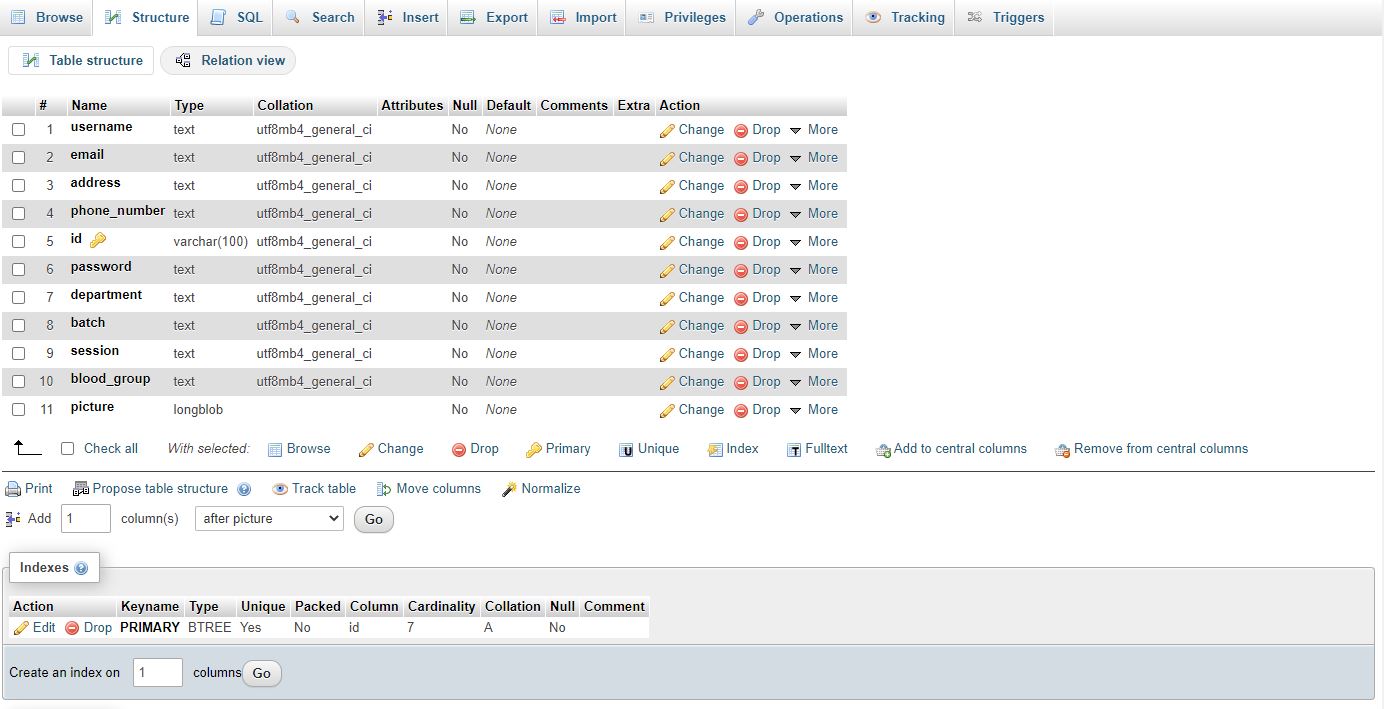 Browse Structure SQL Search Insert Export Import Privileges Operations Tracking Triggers
Table structure Relation view
# Name Type Collation Attributes Null Default Comments Extra Action
1 username text utf8mb4_general_ci No None Change Drop More
2 email text utf8mb4_general_ci No None Change Drop More
3 address text utf8mb4_general_ci No None Change Drop More
4 phone_number text utf8mb4_general_ci No None Change Drop More
5 id varchar(100) utf8mb4_general_ci No None Change Drop More
6 password text utf8mb4_general_ci No None Change Drop More
7 department text utf8mb4_general_ci No None Change Drop More
8 batch text utf8mb4_general_ci No None Change Drop More
9 session text utf8mb4_general_ci No None Change Drop More
10 blood_group text utf8mb4_general_ci No None Change Drop More
11 picture longblob No None Change Drop More
Check all With selected: Browse Change Drop Primary Unique Index Fulltext Add to central columns Remove from central columns
Print Propose table structure Track table Move columns Normalize
Add 1 column(s) after picture Go
Indexes
Action Keyname Type Unique Packed Column Cardinality Collation Null Comment
Edit Drop PRIMARY BTREE Yes No id 7 A No
Create an index on 1 columns Go